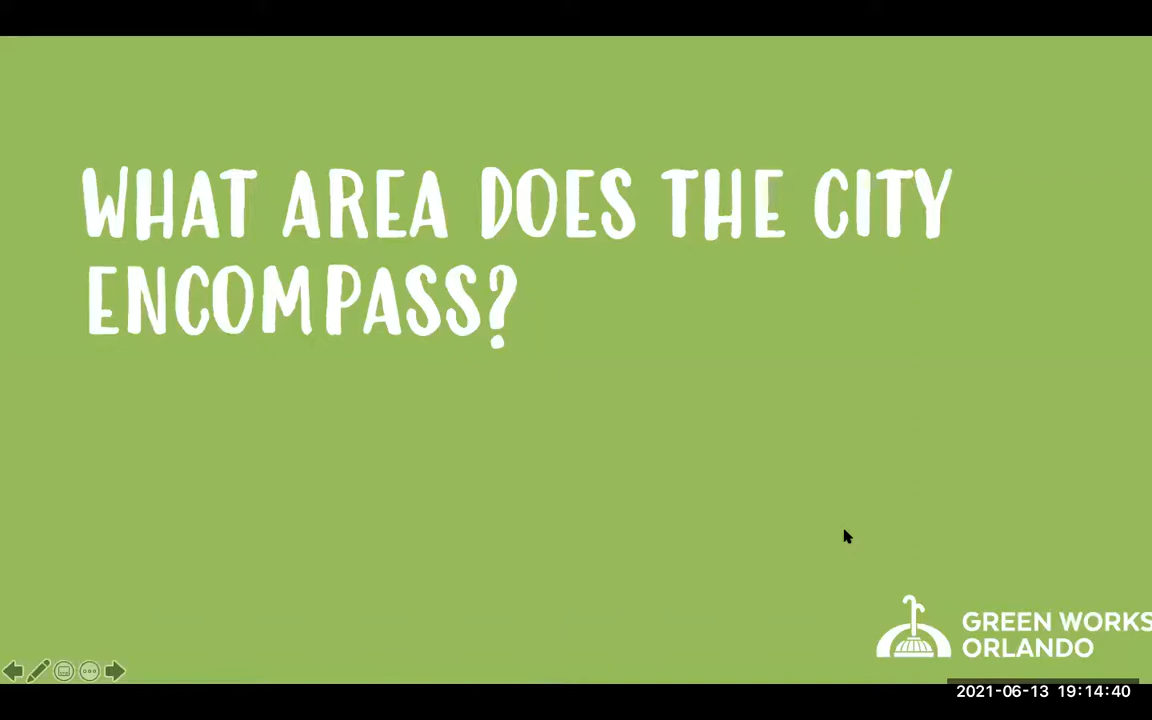 WHAT AREA DOES THE CITY
ENCOMPASS?
GREEN WORKS
ORLANDO
2021-06-13 19:14:40